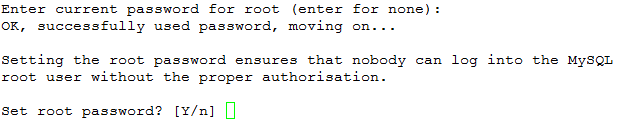 Enter current password for root (enter for none):
OK, successfully used password, moving on...
Setting the root password ensures that nobody can log into the MySQL
root user without the proper authorisation.
Set root password? [Y/n]